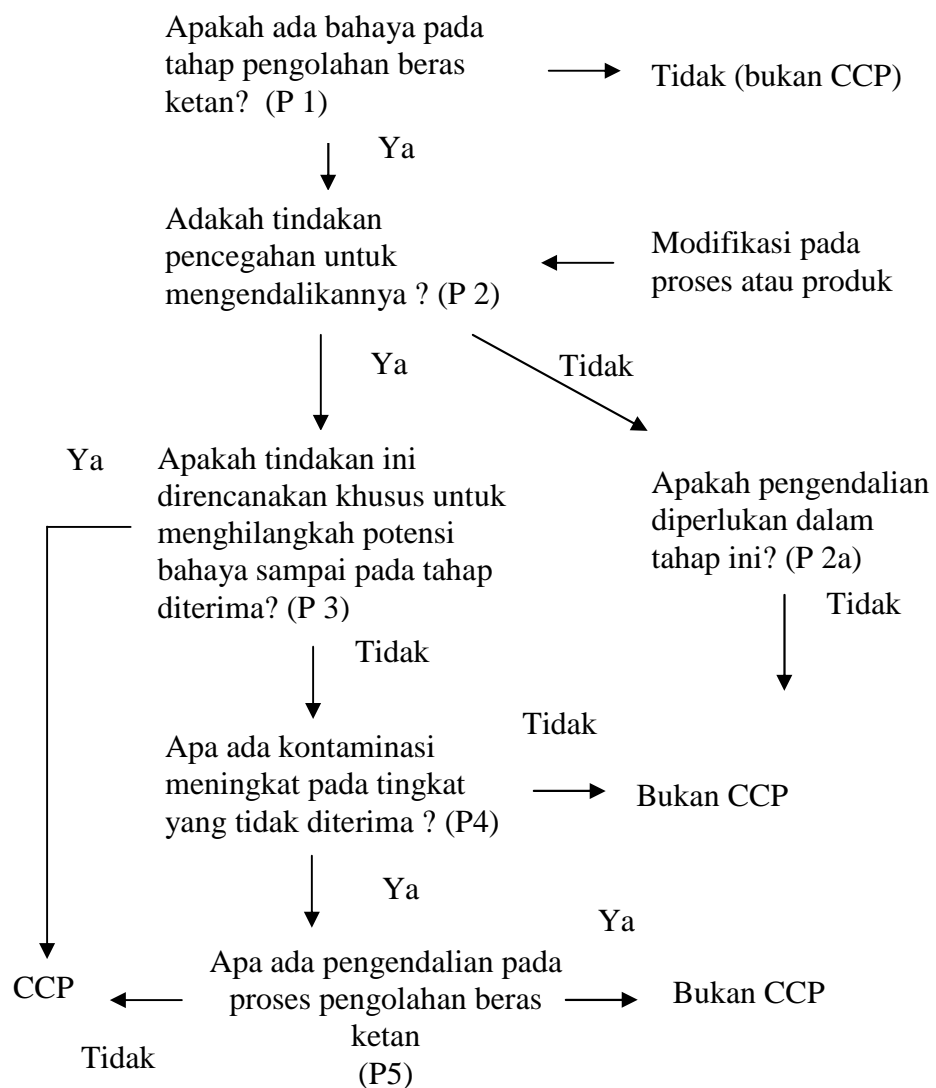 Apakah ada bahaya pada
tahap pengolahan beras
ketan? (P 1)
Tidak (bukan CCP)
Ya
Adakah tindakan
pencegahan untuk
mengendalikannya ? (P 2)
Modifikasi pada
proses atau produk
Ya
Tidak
Ya
Apakah tindakan ini
direncanakan khusus untuk
menghilangkah potensi
bahaya sampai pada tahap
diterima? (P 3)
Apakah pengendalian
diperlukan dalam
tahap ini? (P 2a)
Tidak
Tidak
Tidak
Apa ada kontaminasi
meningkat pada tingkat
yang tidak diterima ? (P4)
Bukan CCP
Ya
Ya
Apa ada pengendalian pada
proses pengolahan beras
ketan
(P5)
CCP
Bukan CCP
Tidak